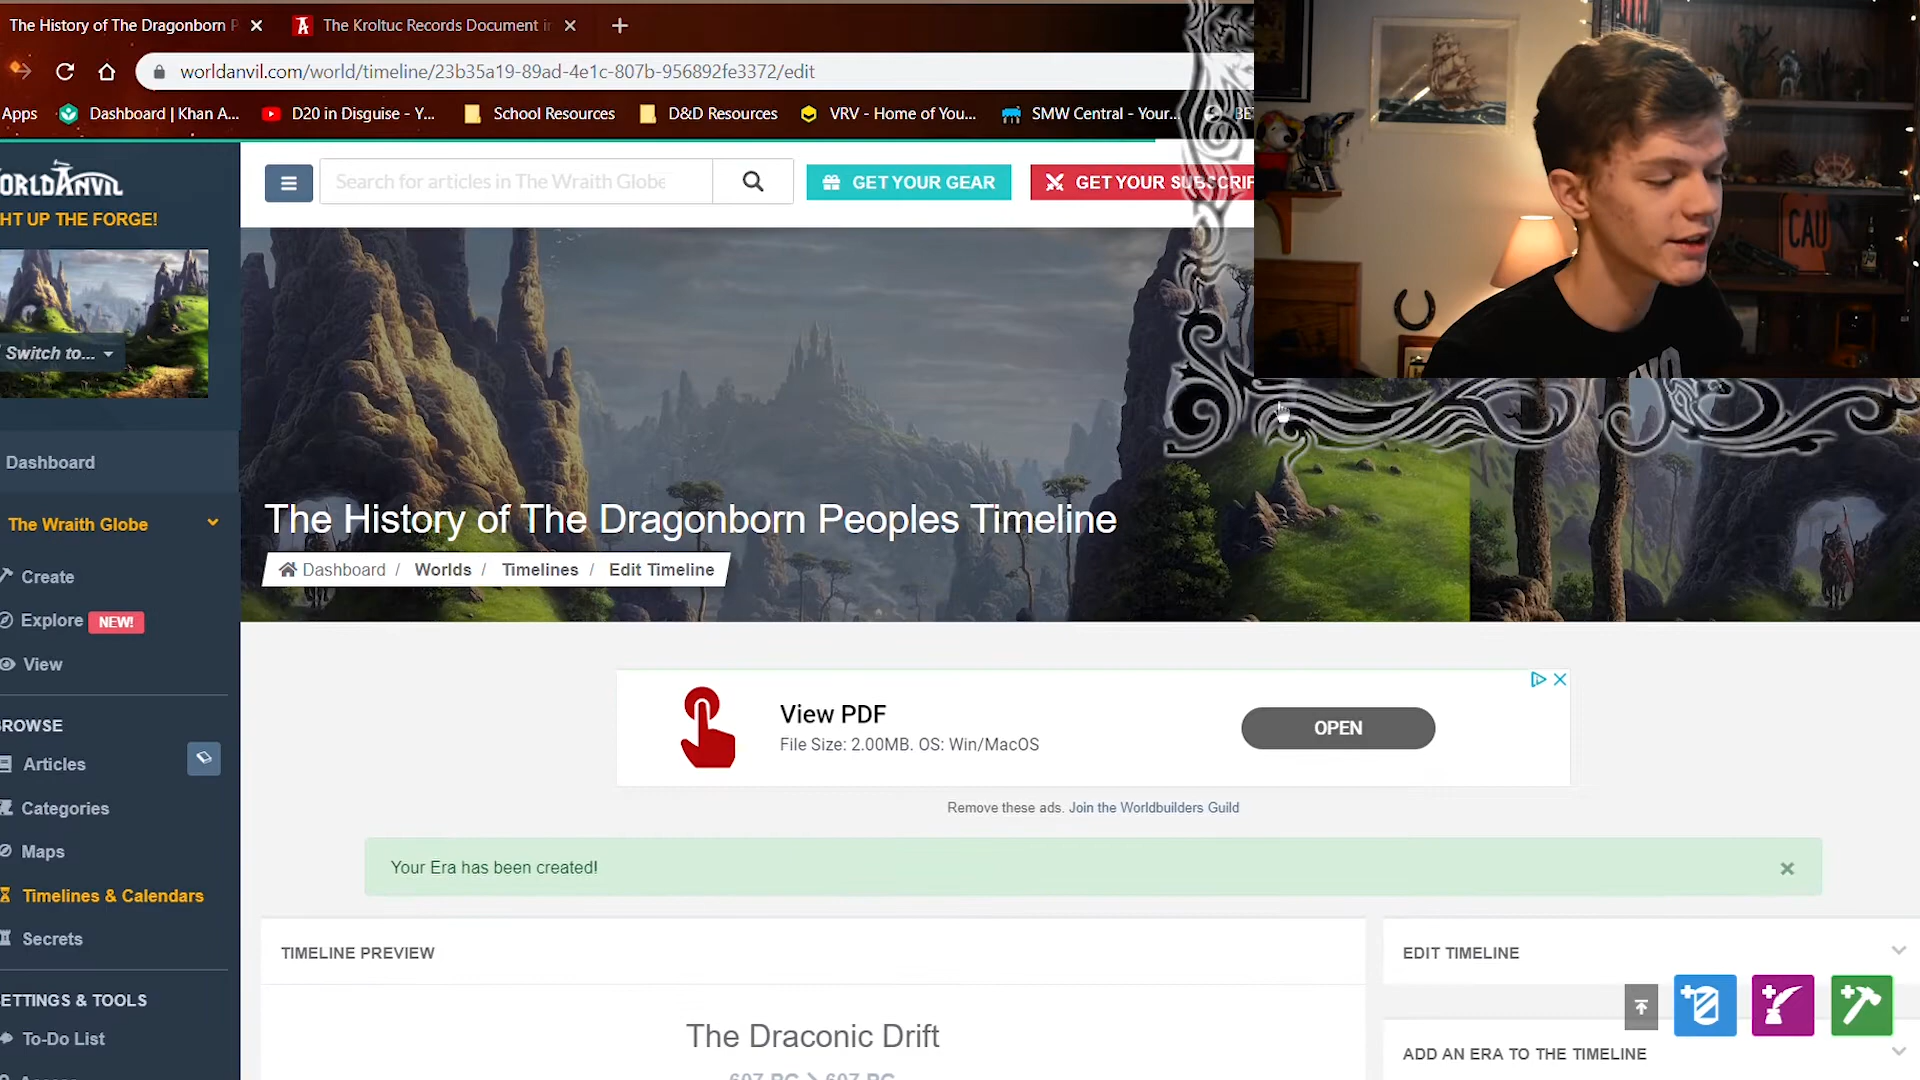 The History of The Dragonborn P
The Kroltuc Records Document in
worldanvil.com/world/timeline/23b35a19-89ad-4e1c-807b-956892fe3372/edit
Apps
Dashboard | Khan A...
D20 in Disguise - Y...
School Resources
D&D Resources
VRV - Home of You...
SMW Central - Your...
BE
ORLDANVIL
HT UP THE FORGE!
Search for articles in The Wraith Globe
GET YOUR GEAR
GET YOUR SUBSCRIP
CAU
Switch to...
Dashboard
The Wraith Globe
Create
Explore NEW!
View
BROWSE
Articles
Categories
Maps
Timelines & Calendars
Secrets
SETTINGS & TOOLS
To-Do List
The History of The Dragonborn Peoples Timeline
Dashboard / Worlds / Timelines / Edit Timeline
View PDF
File Size: 2.00MB. OS: Win/MacOS
OPEN
Remove these ads. Join the Worldbuilders Guild
Your Era has been created!
TIMELINE PREVIEW
The Draconic Drift
EDIT TIMELINE
ADD AN ERA TO THE TIMELINE